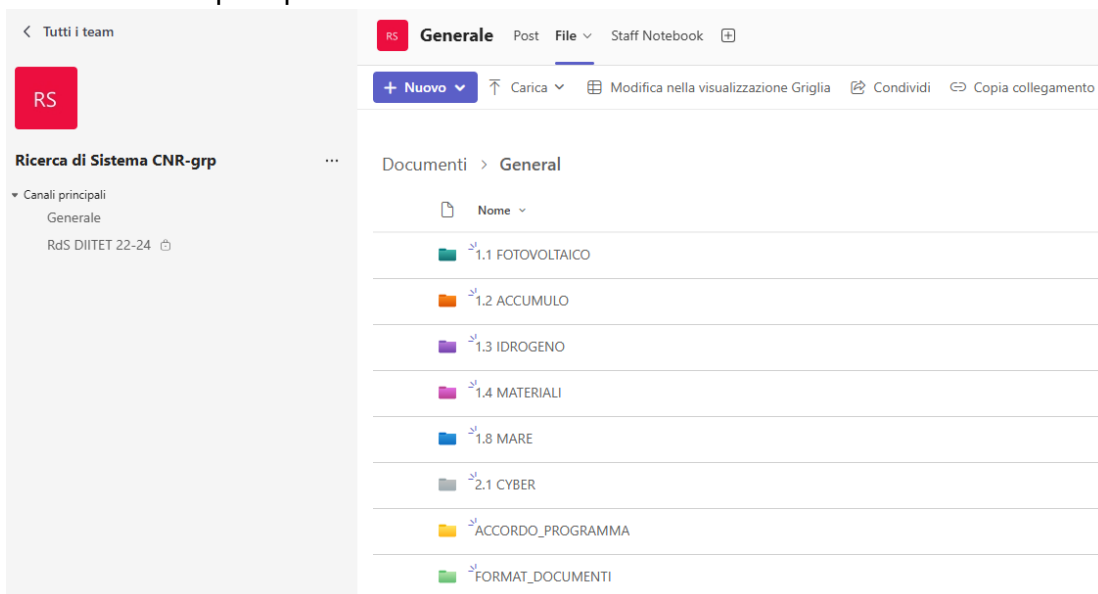 Tutti i team
RS
Ricerca di Sistema CNR-grp ...
Canali principali
Generale
RdS DIITET 22-24
RS Generale Post File Staff Notebook
+ Nuovo Carica Modifica nella visualizzazione Griglia Condividi Copia collegamento
Documenti > General
Nome
1.1 FOTOVOLTAICO
1.2 ACCUMULO
1.3 IDROGENO
1.4 MATERIALI
1.8 MARE
2.1 CYBER
ACCORDO_PROGRAMMA
FORMAT_DOCUMENTI